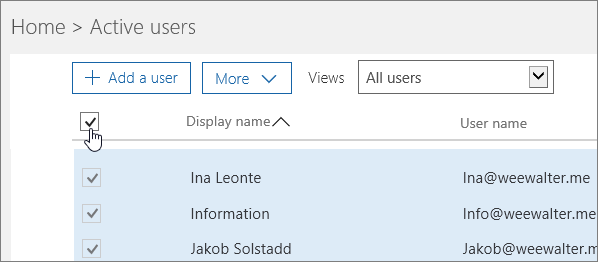 Home > Active users
+ Add a user More Views All users
Display name User name
Ina Leonte Ina@weewalter.me
Information Info@weewalter.me
Jakob Solstadd Jakob@weewalter.m